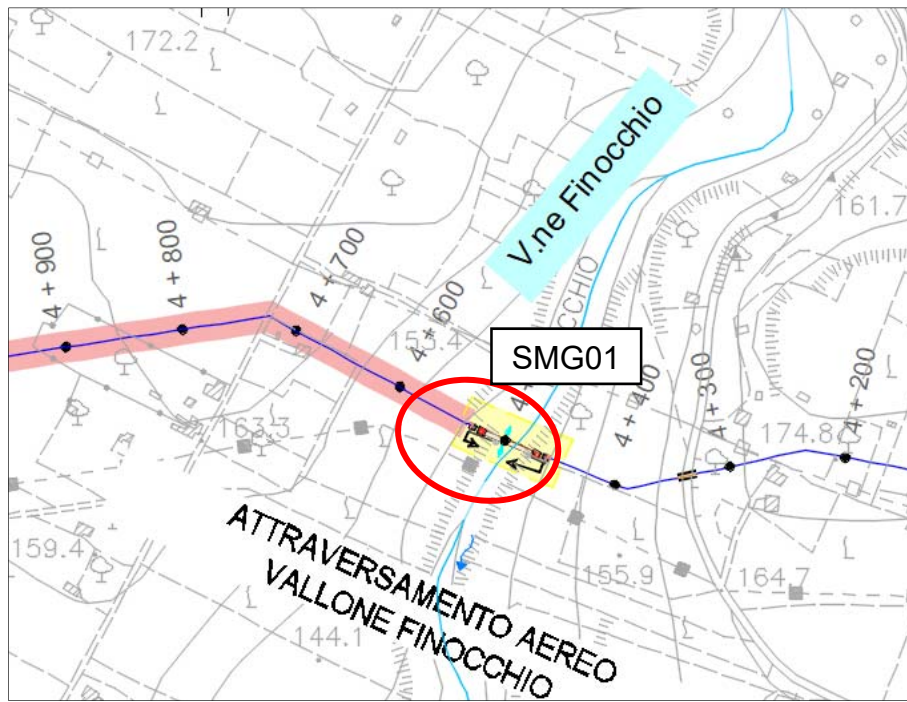 172.2
V.ne Finocchio
161.7
4 + 900
4 + 800
4 + 700
4 + 600
153.4
OCCHIO
SMG01
4 + 400
4 + 300
4 + 200
174.8
163.3
159.4
ATTRAVERSAMENTO AEREO
VALLONE FINOCCHIO
155.9
164.7
144.1